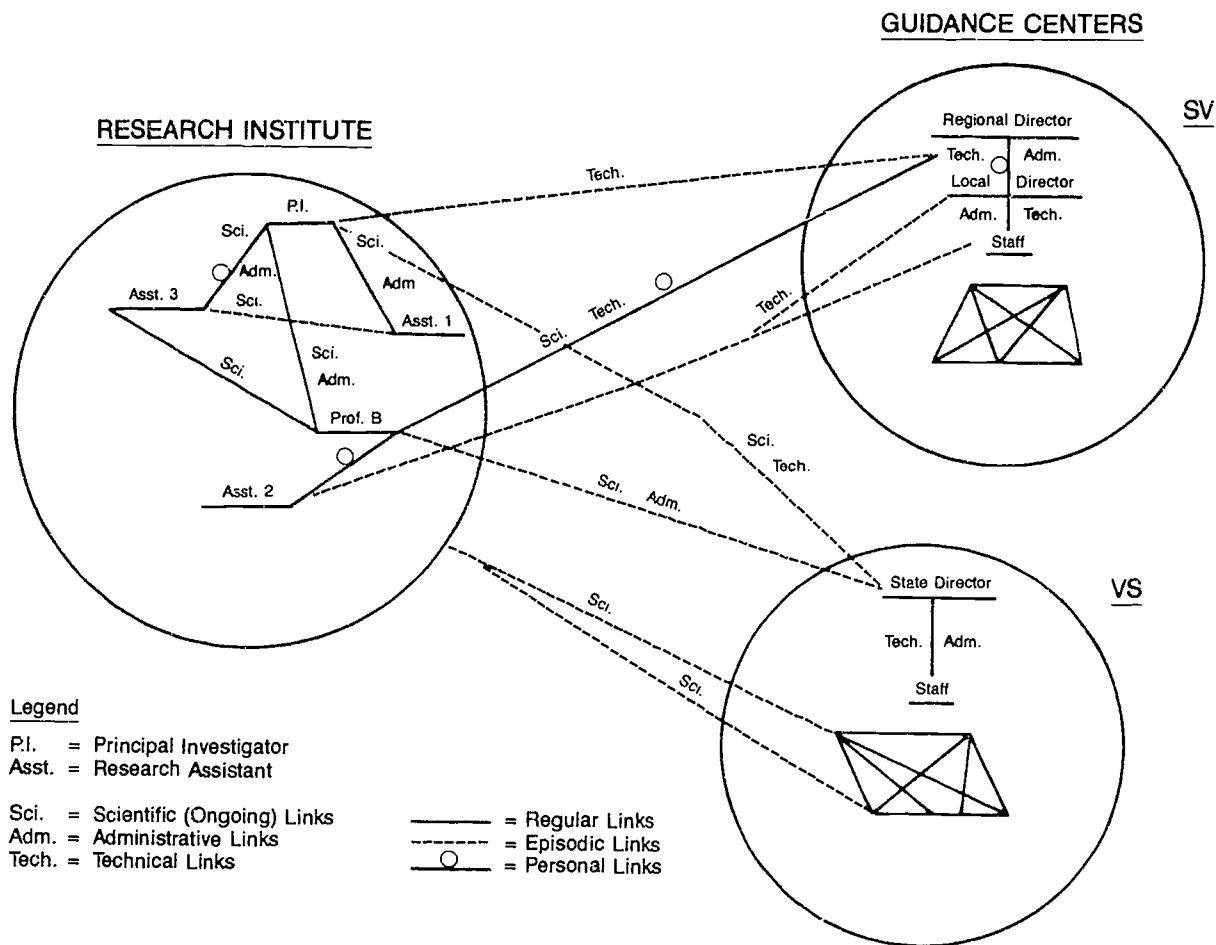 GUIDANCE CENTERS
SV
RESEARCH INSTITUTE
Regional Director
Tech. Adm.
Local Director
Adm. Tech.
Staff
Tech.
P.I.
Sci. Sci.
Adm. Adm
Asst. 3 Sci. Asst. 1
Sci. Sci.
Adm.
Prof. B
Asst. 2
Sci. Tech.
Tech.
Sci.
Tech.
Sci. Adm.
Sci.
Sci.
VS
State Director
Tech. Adm.
Staff
Legend
P.I. = Principal Investigator
Asst. = Research Assistant
Sci. = Scientific (Ongoing) Links
Adm. = Administrative Links
Tech. = Technical Links
= Regular Links
= Episodic Links
= Personal Links